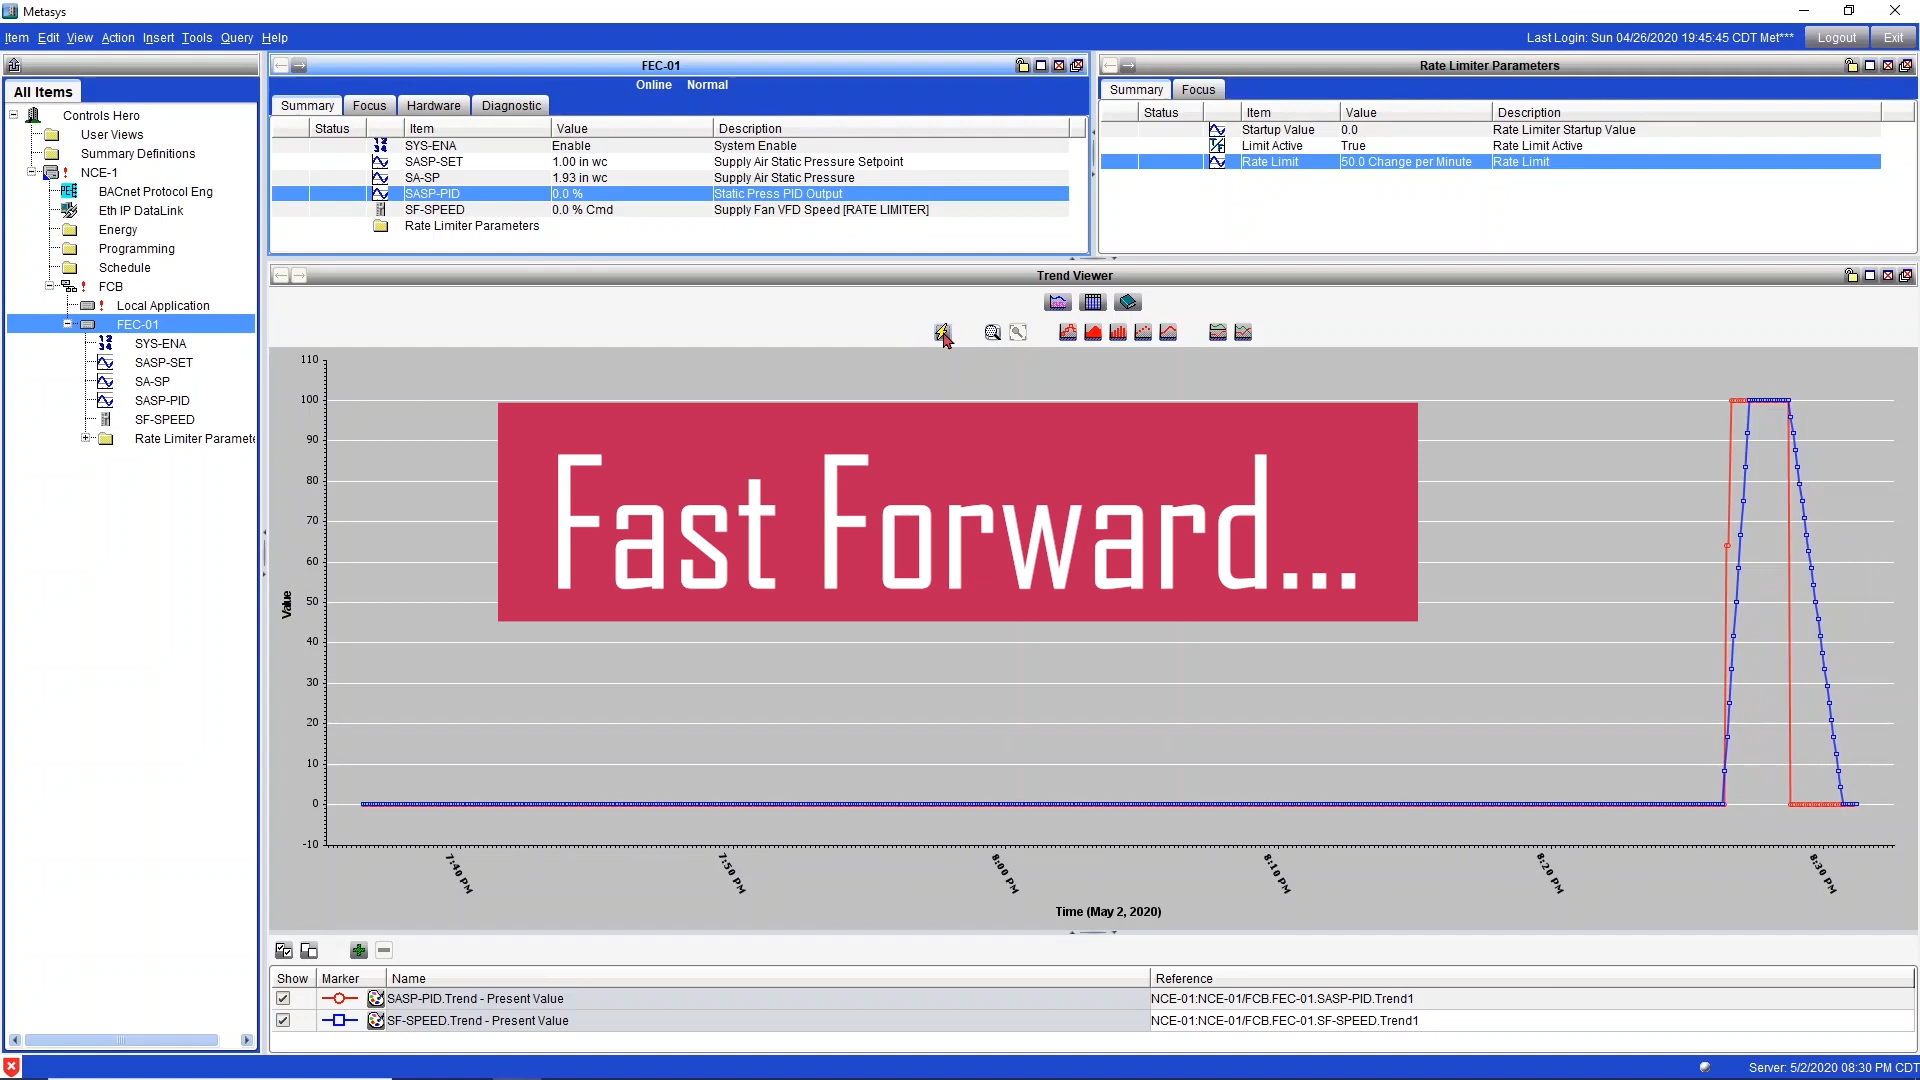 Metasys
Item Edit View Action Insert Tools Query Help
Last Login: Sun 04/26/2020 19:45:45 CDT Met***
Logout
Exit
All Items
Controls Hero
User Views
Summary Definitions
NCE-1
BACnet Protocol Eng
Eth IP DataLink
Energy
Programming
Schedule
FCB
Local Application
FEC-01
SYS-ENA
SASP-SET
SA-SP
SASP-PID
SF-SPEED
Rate Limiter Paramete
FEC-01
Online Normal
Summary Focus Hardware Diagnostic
Status Item Value Description
SYS-ENA Enable System Enable
SASP-SET 1.00 in wc Supply Air Static Pressure Setpoint
SA-SP 1.93 in wc Supply Air Static Pressure
SASP-PID 0.0 % Static Press PID Output
SF-SPEED 0.0 % Cmd Supply Fan VFD Speed [RATE LIMITER]
Rate Limiter Parameters
Rate Limiter Parameters
Summary Focus
Status Item Value Description
Startup Value 0.0 Rate Limiter Startup Value
Limit Active True Rate Limiter Active
Rate Limit 50.0 Change per Minute Rate Limit
Trend Viewer
110
100
90
80
70
60
50
40
30
20
10
0
-10
Value
Fast Forward...
7:40 PM
7:50 PM
8:00 PM
8:10 PM
8:20 PM
8:30 PM
Time (May 2, 2020)
Show Marker Name Reference
SASP-PID.Trend - Present Value NCE-01:NCE-01/FCB.FEC-01.SASP-PID.Trend1
SF-SPEED.Trend - Present Value NCE-01:NCE-01/FCB.FEC-01.SF-SPEED.Trend1
Server: 5/2/2020 08:30 PM CDT